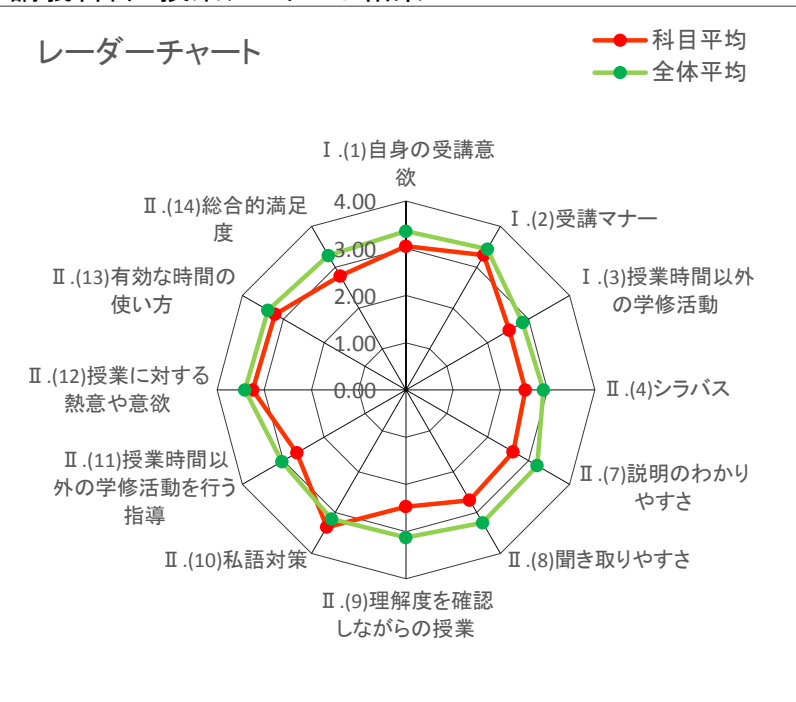 レーダーチャート
科目平均
全体平均
Ⅰ.(1)自身の受講意
欲
Ⅰ.(2)受講マナー
Ⅰ.(3)授業時間以外
の学修活動
Ⅱ.(4)シラバス
Ⅱ.(7)説明のわかり
やすさ
Ⅱ.(8)聞き取りやすさ
Ⅱ.(9)理解度を確認
しながらの授業
Ⅱ.(10)私語対策
Ⅱ.(11)授業時間以
外の学修活動を行う
指導
Ⅱ.(12)授業に対する
熱意や意欲
Ⅱ.(13)有効な時間の
使い方
Ⅱ.(14)総合的満足
度
4.00
3.00
2.00
1.00
0.00